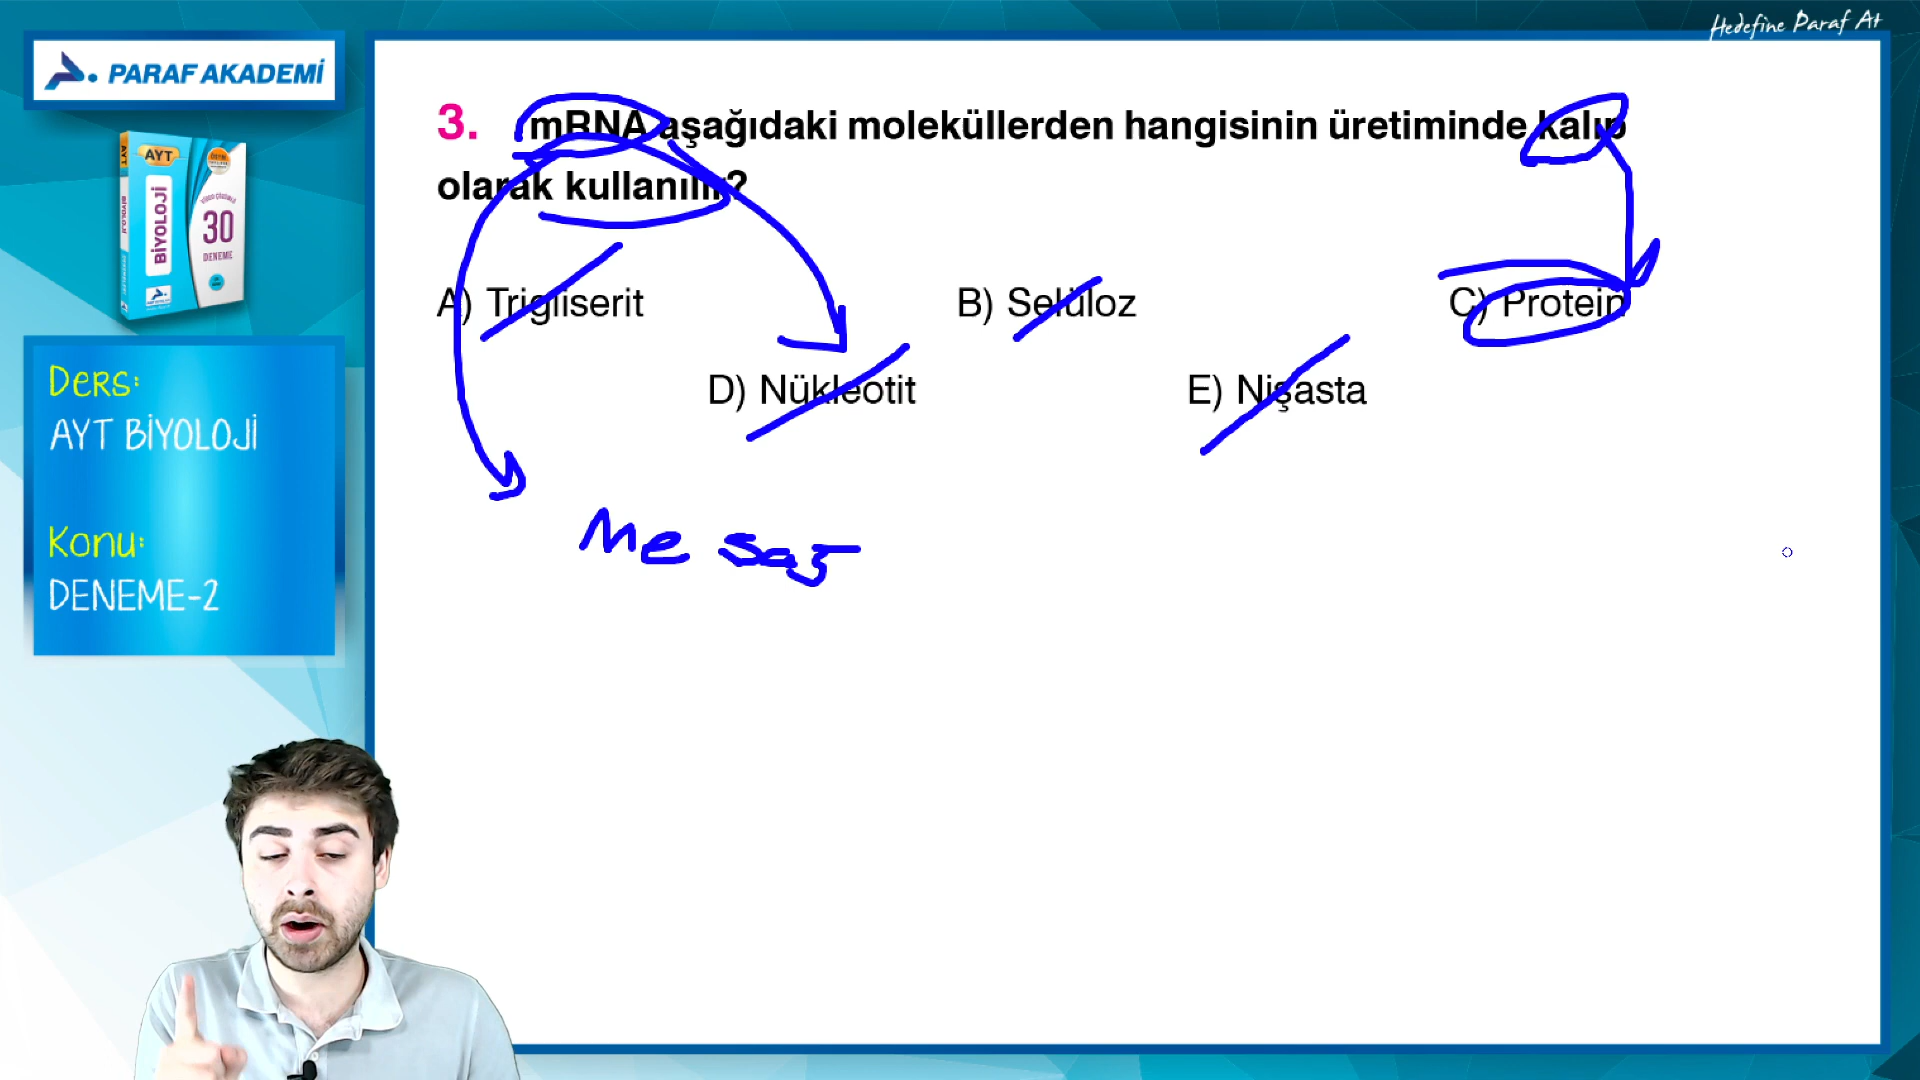 Hedefine Paraf At
PARAF AKADEMİ
AYT
BİYOLOJİ
30
DENEME
Ders:
AYT BİYOLOJİ
Konu:
DENEME-2
3. mRNA aşağıdaki moleküllerden hangisinin üretiminde kalıp
olarak kullanılır?
A) Trigliserit B) Selüloz C) Protein
D) Nükleotit E) Nişasta
Mesaj